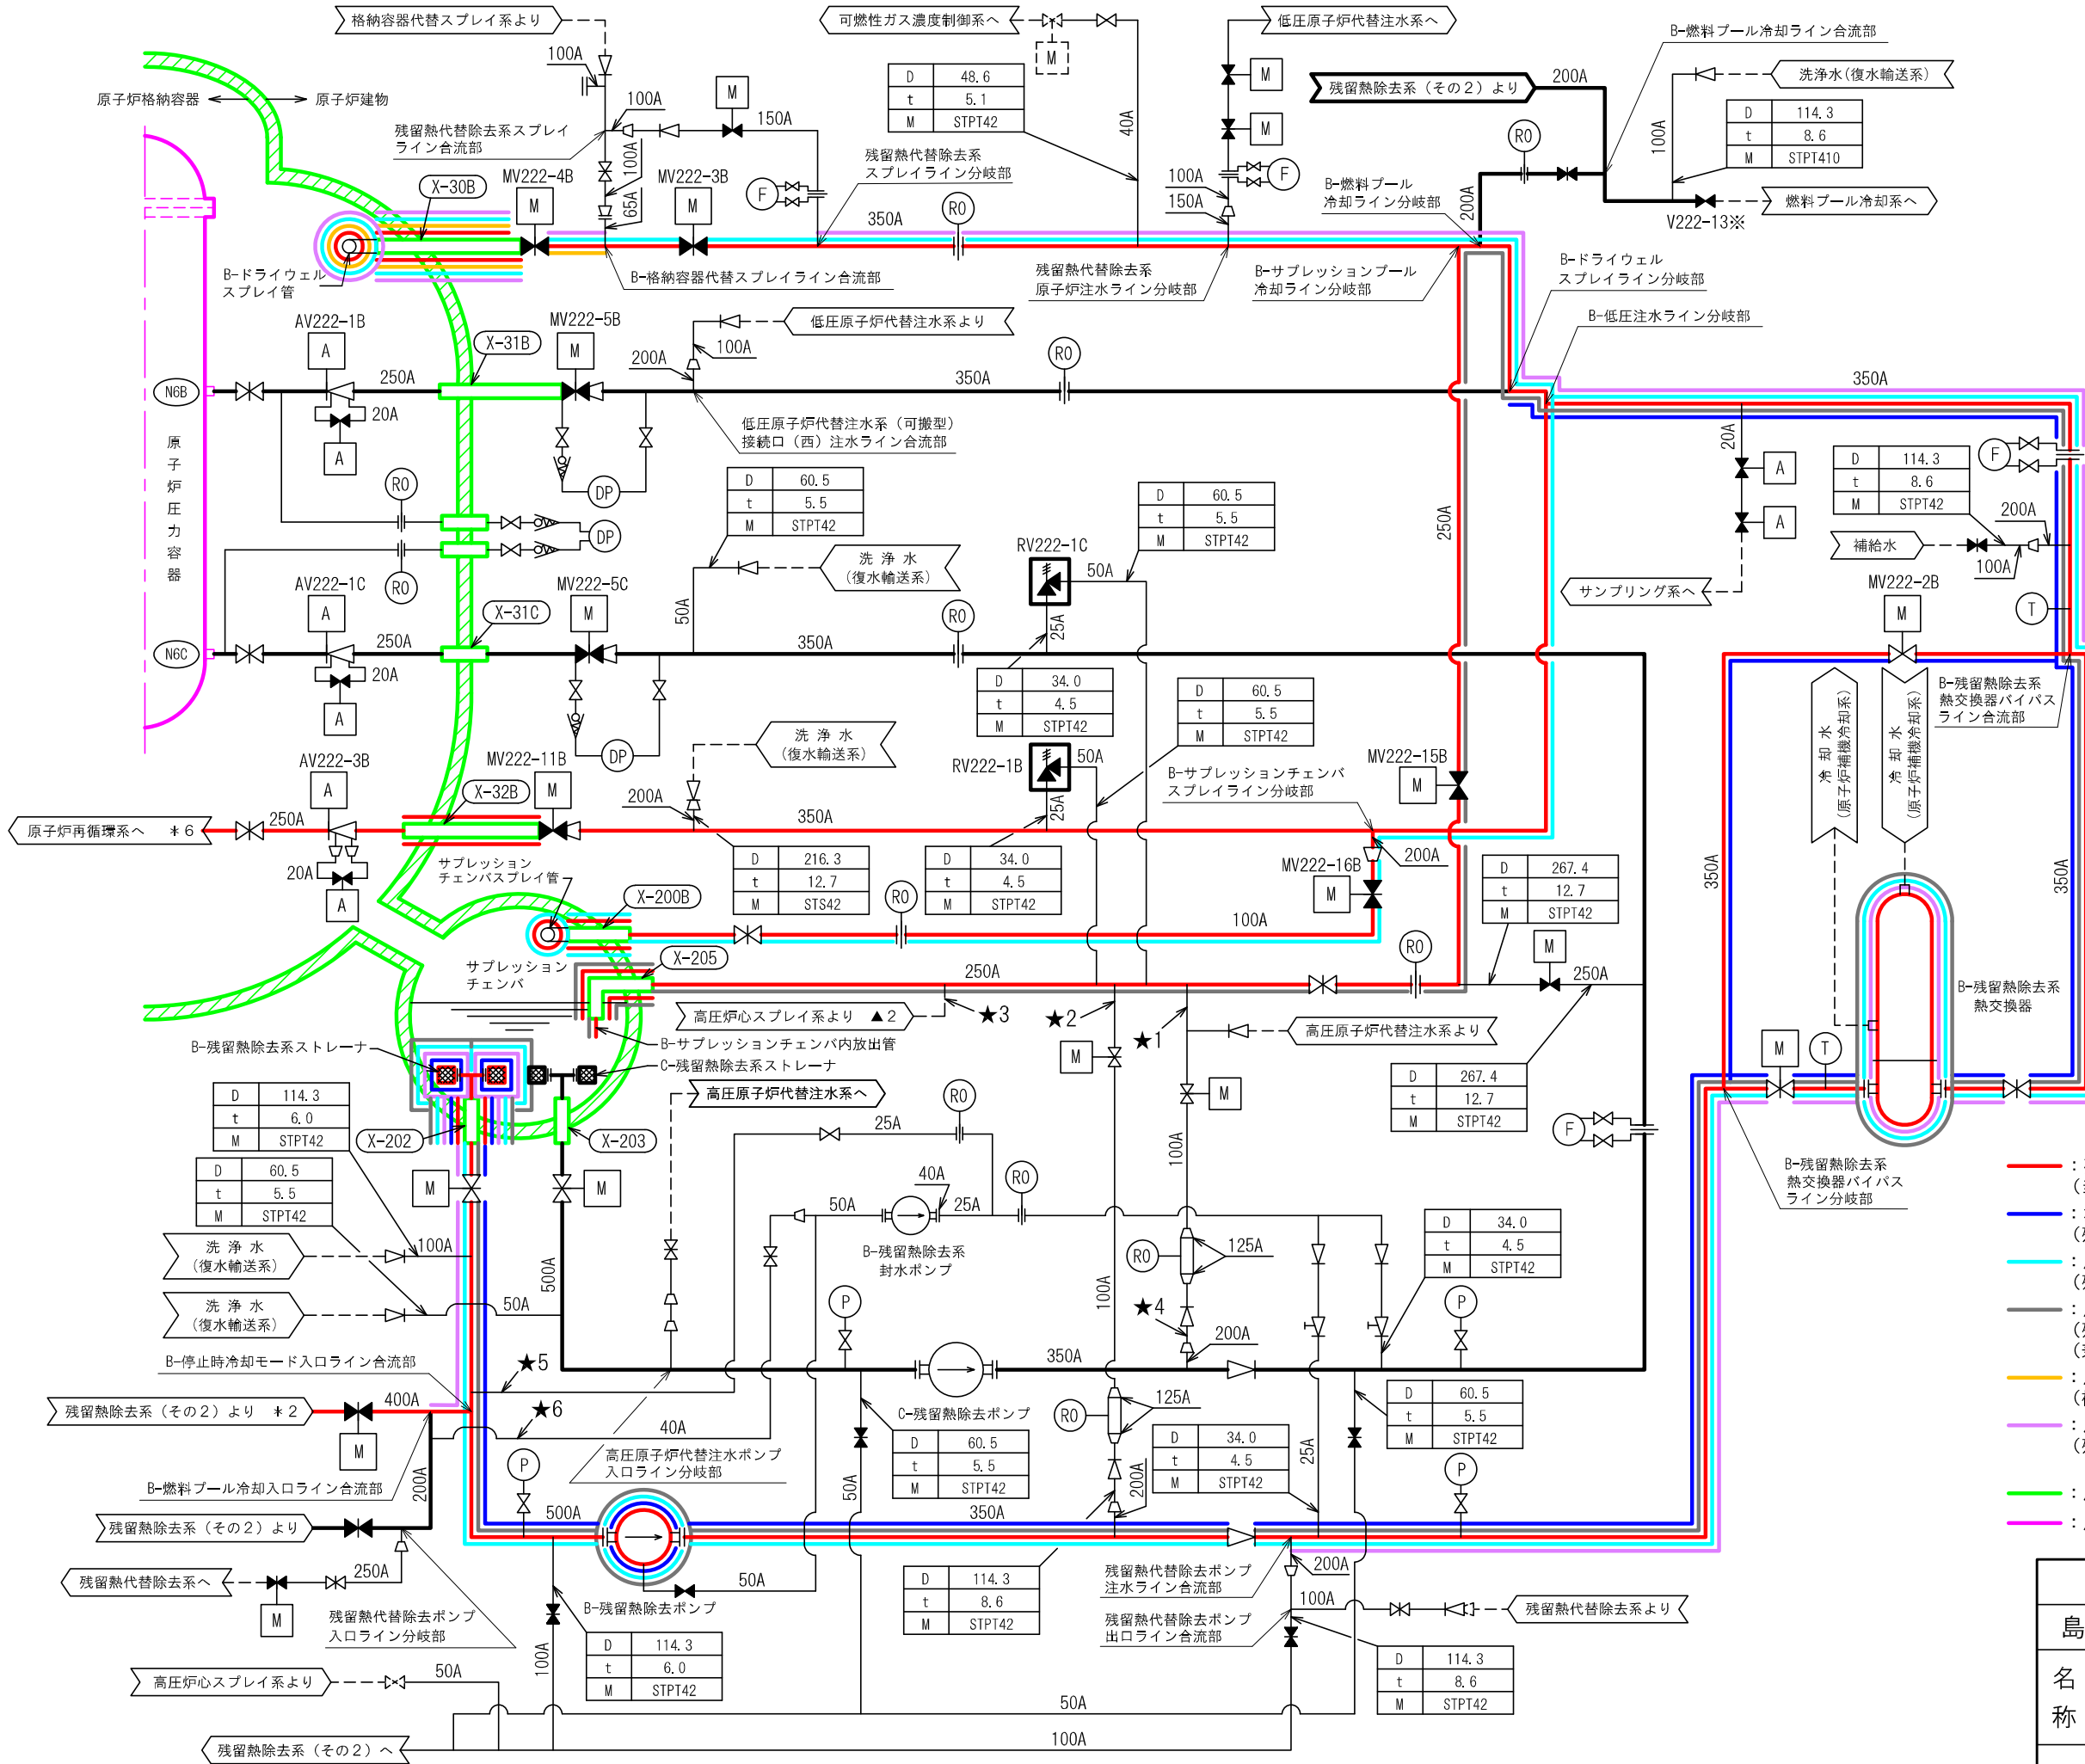 格納容器代替スプレイ系より
可燃性ガス濃度制御系へ
低圧原子炉代替注水系へ
B-燃料プール冷却ライン合流部
残留熱除去系(その2)より
200A
洗浄水(復水輸送系)
100A
M
M
M
M
D 48.6
t 5.1
M STPT42
D 114.3
t 8.6
M STPT410
原子炉格納容器
原子炉建物
残留熱代替除去系スプレイ
ライン合流部
100A
150A
40A
RO
100A
残留熱代替除去系
スプレイライン分岐部
X-30B
MV222-4B
MV222-3B
M
M
100A
65A
F
350A
RO
100A
150A
F
B-燃料プール
冷却ライン分岐部
200A
燃料プール冷却系へ
V222-13※
B-ドライウェル
スプレイ管
B-格納容器代替スプレイライン合流部
残留熱代替除去系
原子炉注水ライン分岐部
B-サプレッションプール
冷却ライン分岐部
B-ドライウェル
スプレイライン分岐部
B-低圧注水ライン分岐部
AV222-1B
A
X-31B
MV222-5B
M
低圧原子炉代替注水系より
100A
200A
RO
N6B
250A
350A
350A
20A
A
低圧原子炉代替注水系(可搬型)
接続口(西)注水ライン合流部
原子炉圧力容器
RO
DP
DP
RO
D 60.5
t 5.5
M STPT42
D 60.5
t 5.5
M STPT42
250A
20A
A
A
サンプリング系へ
D 114.3
t 8.6
M STPT42
F
200A
補給水
100A
MV222-2B
M
T
AV222-1C
A
X-31C
MV222-5C
M
洗浄水
(復水輸送系)
50A
RV222-1C
50A
25A
RO
N6C
250A
350A
20A
A
DP
D 34.0
t 4.5
M STPT42
D 60.5
t 5.5
M STPT42
冷却水
(原子炉補機冷却系)
冷却水
(原子炉補機冷却系)
B-残留熱除去系
熱交換器バイパス
ライン合流部
AV222-3B
A
X-32B
MV222-11B
M
洗浄水
(復水輸送系)
200A
RV222-1B
50A
25A
B-サプレッションチェンバ
スプレイライン分岐部
MV222-15B
M
原子炉再循環系へ *6
250A
350A
20A
A
サプレッション
チェンバスプレイ管
X-200B
D 216.3
t 12.7
M STS42
D 34.0
t 4.5
M STPT42
RO
100A
MV222-16B
M
200A
D 267.4
t 12.7
M STPT42
350A
350A
サプレッション
チェンバ
X-205
250A
RO
M
250A
高圧炉心スプレイ系より ▲2
★3
★2
★1
高圧原子炉代替注水系より
B-残留熱除去系
熱交換器
B-残留熱除去系ストレーナ
B-サプレッションチェンバ内放出管
C-残留熱除去系ストレーナ
高圧原子炉代替注水系へ
M
M
D 267.4
t 12.7
M STPT42
M
T
D 114.3
t 6.0
M STPT42
X-202
X-203
25A
RO
100A
F
D 60.5
t 5.5
M STPT42
M
M
40A
50A
25A
RO
B-残留熱除去系
封水ポンプ
RO
125A
D 34.0
t 4.5
M STPT42
B-残留熱除去系
熱交換器バイパス
ライン分岐部
洗浄水
(復水輸送系)
100A
洗浄水
(復水輸送系)
50A
500A
P
100A
★4
200A
P
B-停止時冷却モード入口ライン合流部
★5
350A
残留熱除去系(その2)より *2
400A
M
★6
40A
C-残留熱除去ポンプ
RO
125A
D 60.5
t 5.5
M STPT42
高圧原子炉代替注水ポンプ
入口ライン分岐部
D 60.5
t 5.5
M STPT42
D 34.0
t 4.5
M STPT42
25A
P
P
B-燃料プール冷却入口ライン合流部
200A
500A
50A
350A
200A
残留熱除去系(その2)より
残留熱代替除去系へ
250A
M
残留熱代替除去ポンプ
入口ライン分岐部
B-残留熱除去ポンプ
50A
D 114.3
t 8.6
M STPT42
残留熱代替除去ポンプ
注水ライン合流部
200A
残留熱代替除去ポンプ
出口ライン合流部
100A
残留熱代替除去系より
100A
D 114.3
t 6.0
M STPT42
D 114.3
t 8.6
M STPT42
高圧炉心スプレイ系より
50A
50A
残留熱除去系(その2)へ
100A
島
名
称